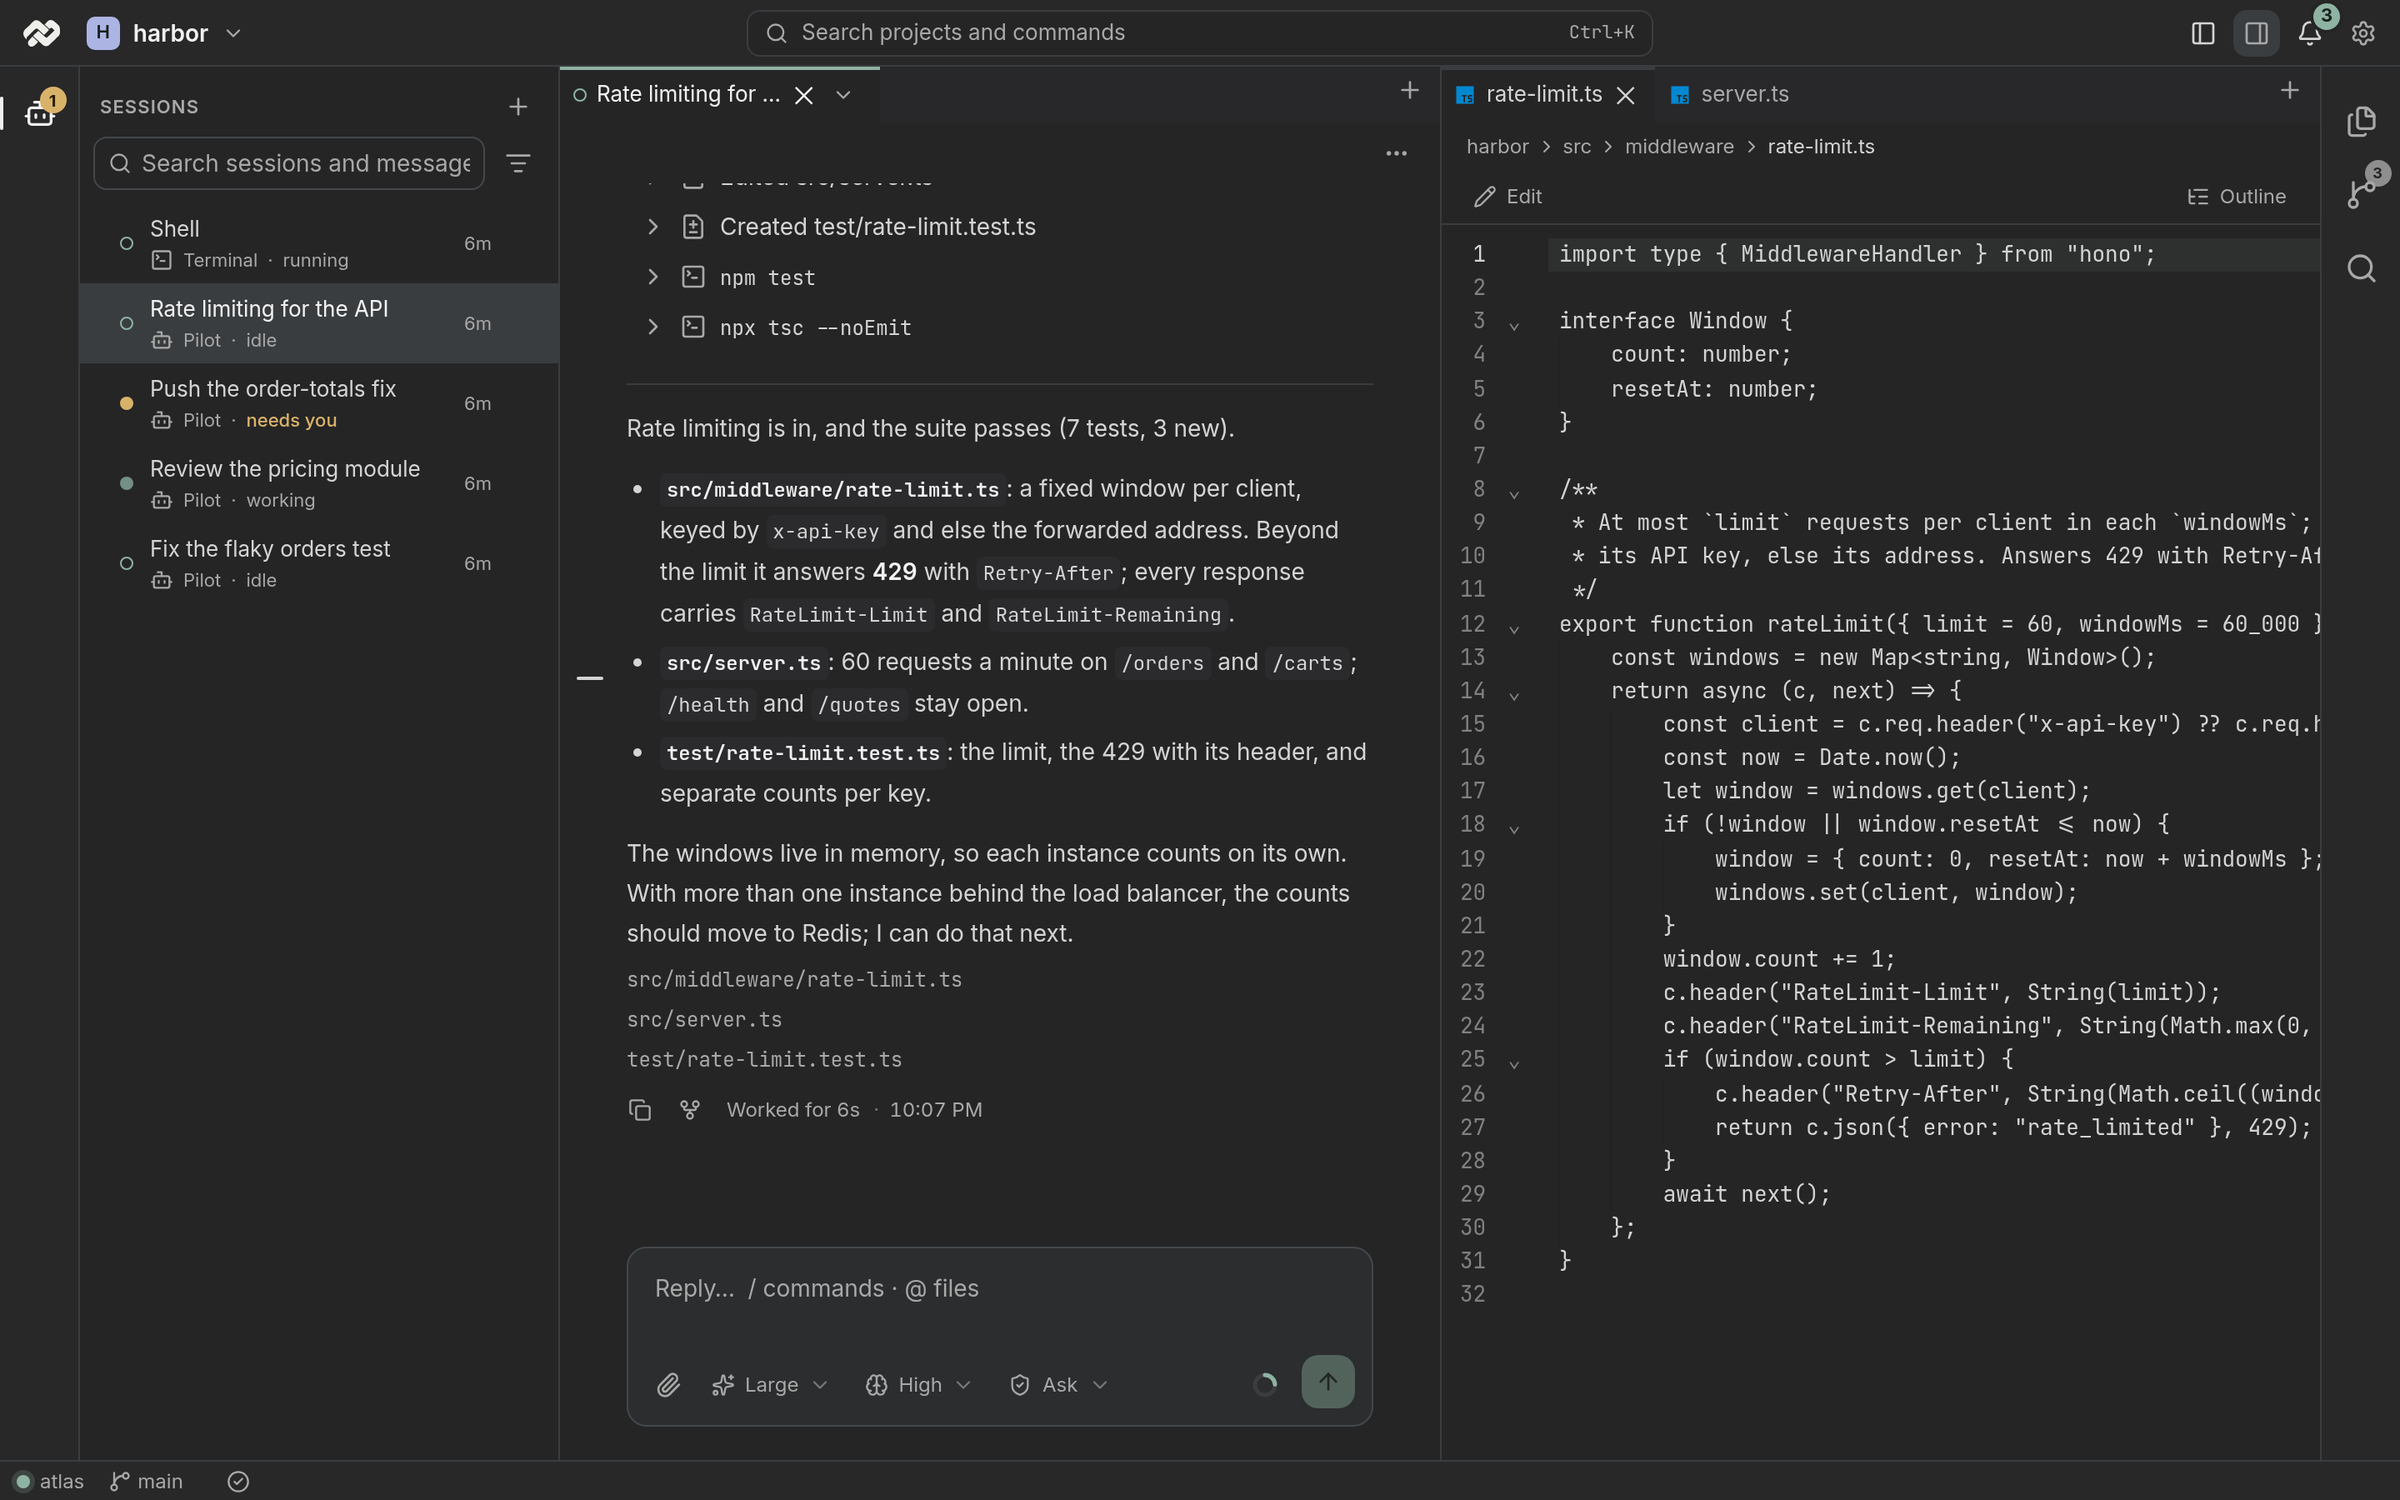 H harbor
Search projects and commands Ctrl+K
3
1
SESSIONS
Search sessions and message
Shell
6m
Terminal · running
Rate limiting for the API
6m
Pilot · idle
Push the order-totals fix
6m
Pilot · needs you
Review the pricing module
6m
Pilot · working
Fix the flaky orders test
6m
Pilot · idle
Rate limiting for ...
Edited src/server.ts
Created test/rate-limit.test.ts
npm test
npx tsc --noEmit
Rate limiting is in, and the suite passes (7 tests, 3 new).
• src/middleware/rate-limit.ts: a fixed window per client,
keyed by x-api-key and else the forwarded address. Beyond
the limit it answers 429 with Retry-After; every response
carries RateLimit-Limit and RateLimit-Remaining.
• src/server.ts: 60 requests a minute on /orders and /carts;
/health and /quotes stay open.
• test/rate-limit.test.ts: the limit, the 429 with its header, and
separate counts per key.
The windows live in memory, so each instance counts on its own.
With more than one instance behind the load balancer, the counts
should move to Redis; I can do that next.
src/middleware/rate-limit.ts
src/server.ts
test/rate-limit.test.ts
Worked for 6s · 10:07 PM
Reply... / commands · @ files
Large High Ask
TS rate-limit.ts TS server.ts
harbor > src > middleware > rate-limit.ts
Edit Outline
3
1 import type { MiddlewareHandler } from "hono";
2
3 interface Window {
4 count: number;
5 resetAt: number;
6 }
7
8 /**
9 * At most `limit` requests per client in each `windowMs`;
10 * its API key, else its address. Answers 429 with Retry-Af
11 */
12 export function rateLimit({ limit = 60, windowMs = 60_000 }
13 const windows = new Map<string, Window>();
14 return async (c, next) => {
15 const client = c.req.header("x-api-key") ?? c.req.h
16 const now = Date.now();
17 let window = windows.get(client);
18 if (!window || window.resetAt <= now) {
19 window = { count: 0, resetAt: now + windowMs };
20 windows.set(client, window);
21 }
22 window.count += 1;
23 c.header("RateLimit-Limit", String(limit));
24 c.header("RateLimit-Remaining", String(Math.max(0,
25 if (window.count > limit) {
26 c.header("Retry-After", String(Math.ceil((windo
27 return c.json({ error: "rate_limited" }, 429);
28 }
29 await next();
30 };
31 }
32
atlas main